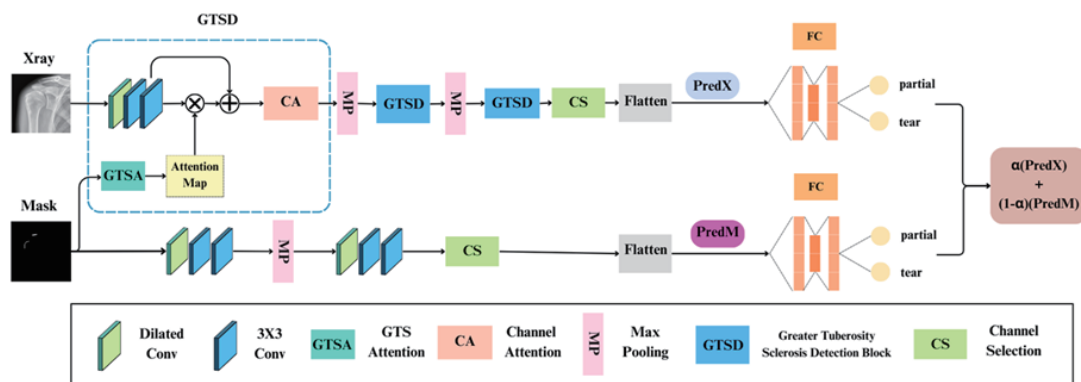 GTSD
Xray
FC
CA
MP
GTSD
MP
GTSD
CS
Flatten
PredX
partial
tear
GTSA
Attention
Map
α(PredX)
+
(1-α)(PredM)
Mask
FC
MP
CS
Flatten
PredM
partial
tear
Dilated
Conv
3X3
Conv
GTSA
GTS
Attention
CA
Channel
Attention
MP
Max
Pooling
GTSD
Greater Tuberosity
Sclerosis Detection Block
CS
Channel
Selection